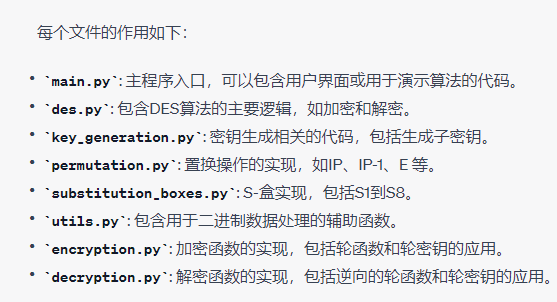 每个文件的作用如下:
• `main.py`: 主程序入口，可以包含用户界面或用于演示算法的代码。
• `des.py`: 包含DES算法的主要逻辑，如加密和解密。
• `key_generation.py`: 密钥生成相关的代码，包括生成子密钥。
• `permutation.py`: 置换操作的实现，如IP、IP-1、E 等。
• `substitution_boxes.py`: S-盒实现，包括S1到S8。
• `utils.py`: 包含用于二进制数据处理的辅助函数。
• `encryption.py`: 加密函数的实现，包括轮函数和轮密钥的应用。
• `decryption.py`: 解密函数的实现，包括逆向的轮函数和轮密钥的应用。